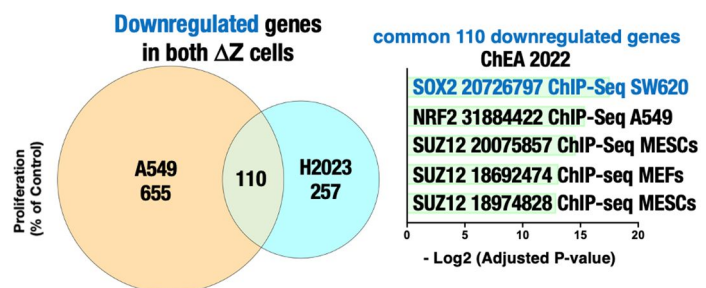 Downregulated genes
in both ΔZ cells
Proliferation
(% of Control)
A549
655
110
H2023
257
common 110 downregulated genes
ChEA 2022
SOX2 20726797 ChIP-Seq SW620
NRF2 31884422 ChIP-Seq A549
SUZ12 20075857 ChIP-Seq MESCs
SUZ12 18692474 ChIP-seq MEFs
SUZ12 18974828 ChIP-Seq MESCs
0 5 10 15 20
- Log2 (Adjusted P-value)